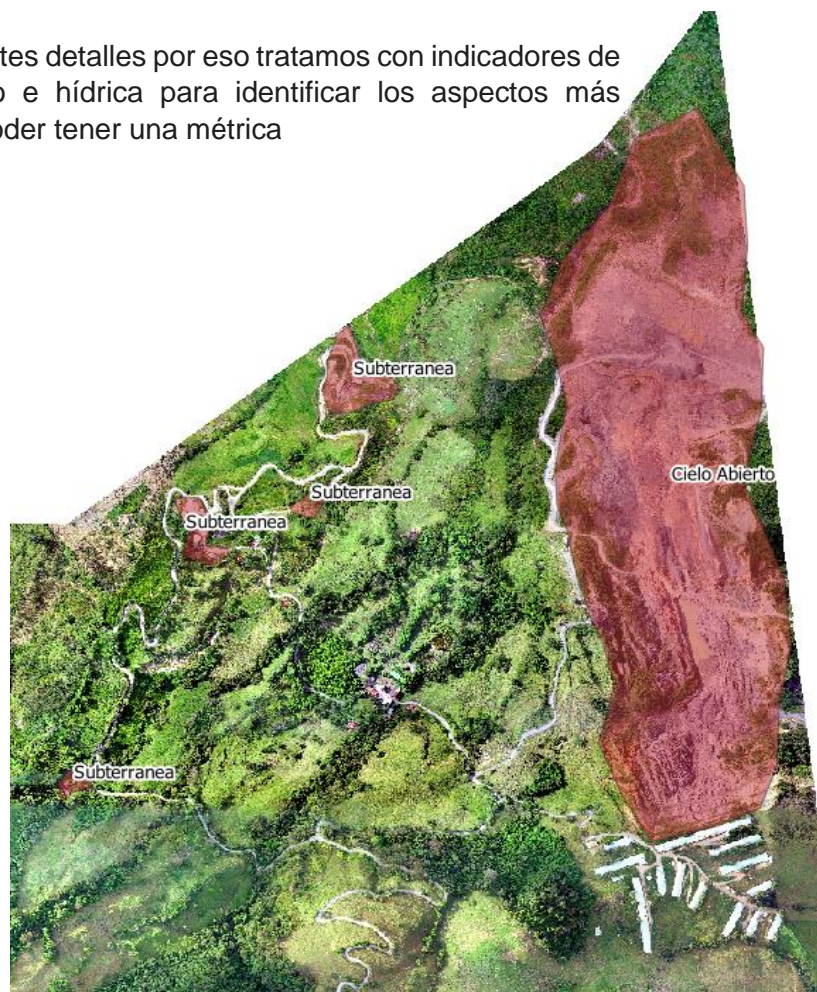 tes detalles por eso tratamos con indicadores de
o e hídrica para identificar los aspectos más
oder tener una métrica
Subterranea
Cielo Abierto
Subterranea
Subterranea
Subterranea